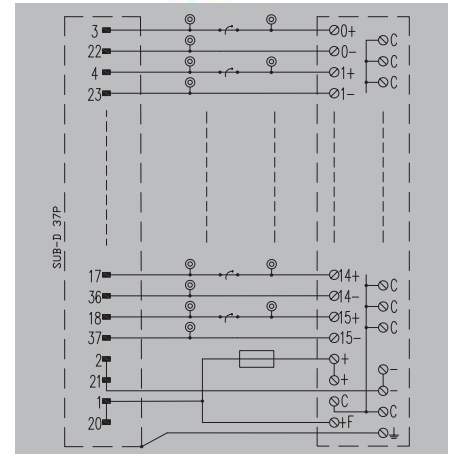 3 0+
C
22 0-
C
4 1+
C
23 1-
SUB-D 37P
17 14+
C
36 14-
C
18 15+
C
37 15-
2 +
-
21 +
-
1 C
C
20 +F